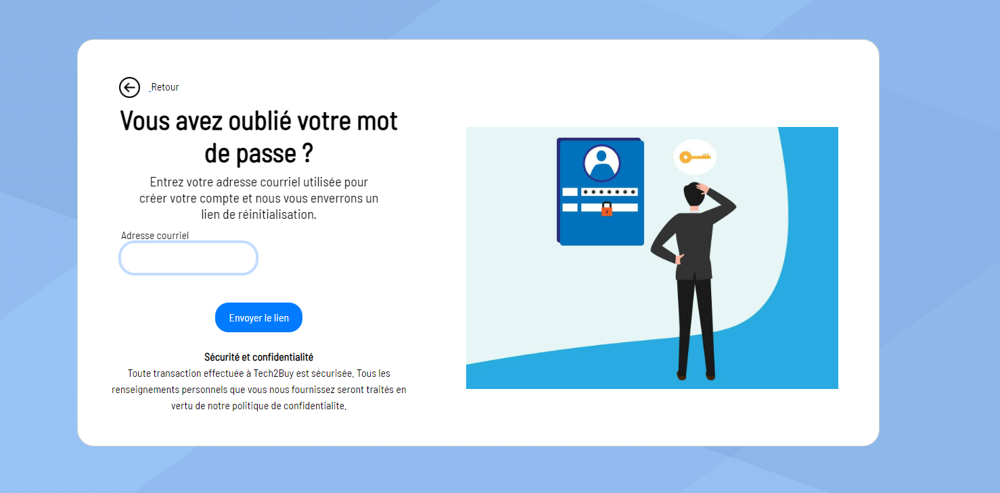 Retour
Vous avez oublié votre mot
de passe ?
Entrez votre adresse courriel utilisée pour
créer votre compte et nous vous enverrons un
lien de réinitialisation.
Adresse courriel
Envoyer le lien
Sécurité et confidentialité
Toute transaction effectuée à Tech2Buy est sécurisée. Tous les
renseignements personnels que vous nous fournissez seront traités en
vertu de notre politique de confidentialite.